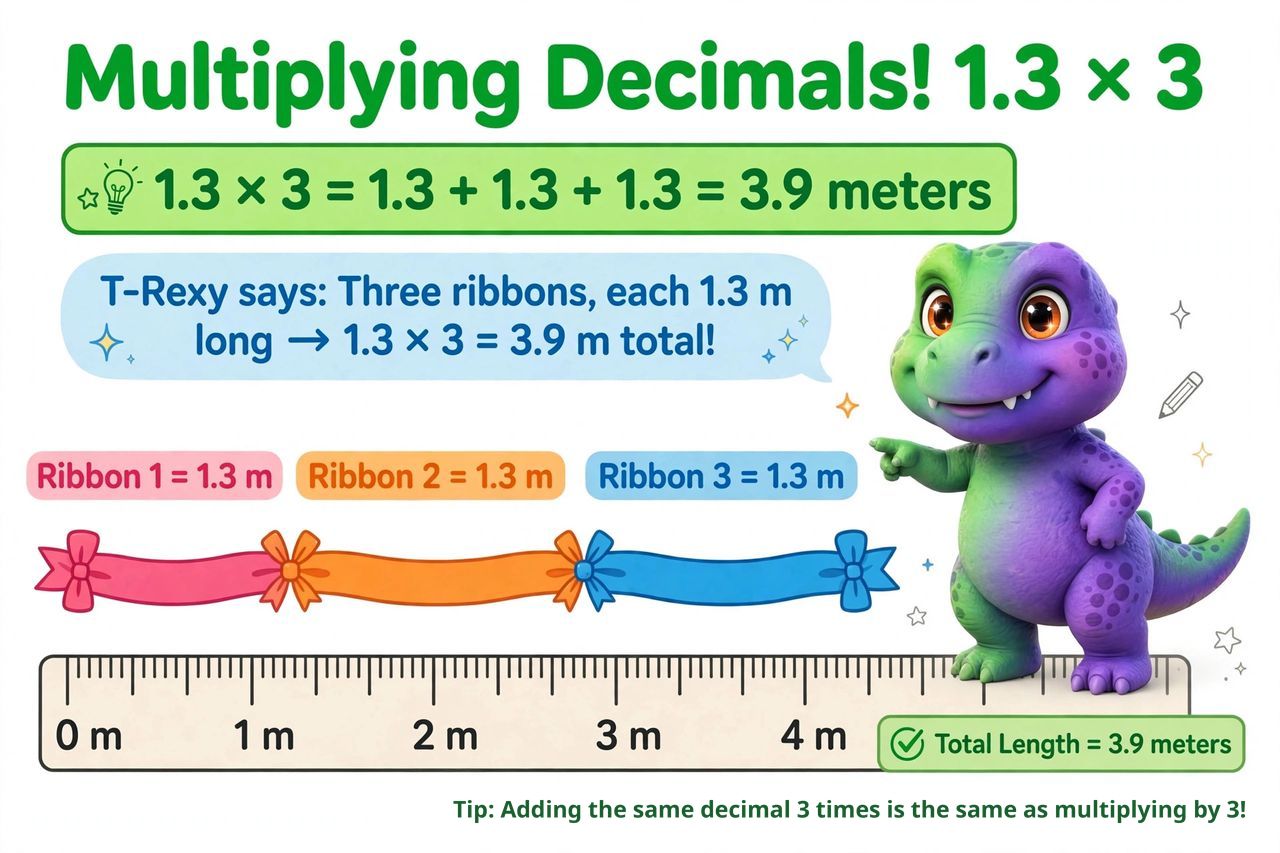 Multiplying Decimals! 1.3 × 3
1.3 × 3 = 1.3 + 1.3 + 1.3 = 3.9 meters
T-Rexy says: Three ribbons, each 1.3 m
long → 1.3 × 3 = 3.9 m total!
Ribbon 1 = 1.3 m
Ribbon 2 = 1.3 m
Ribbon 3 = 1.3 m
0 m
1 m
2 m
3 m
4 m
Total Length = 3.9 meters
Tip: Adding the same decimal 3 times is the same as multiplying by 3!